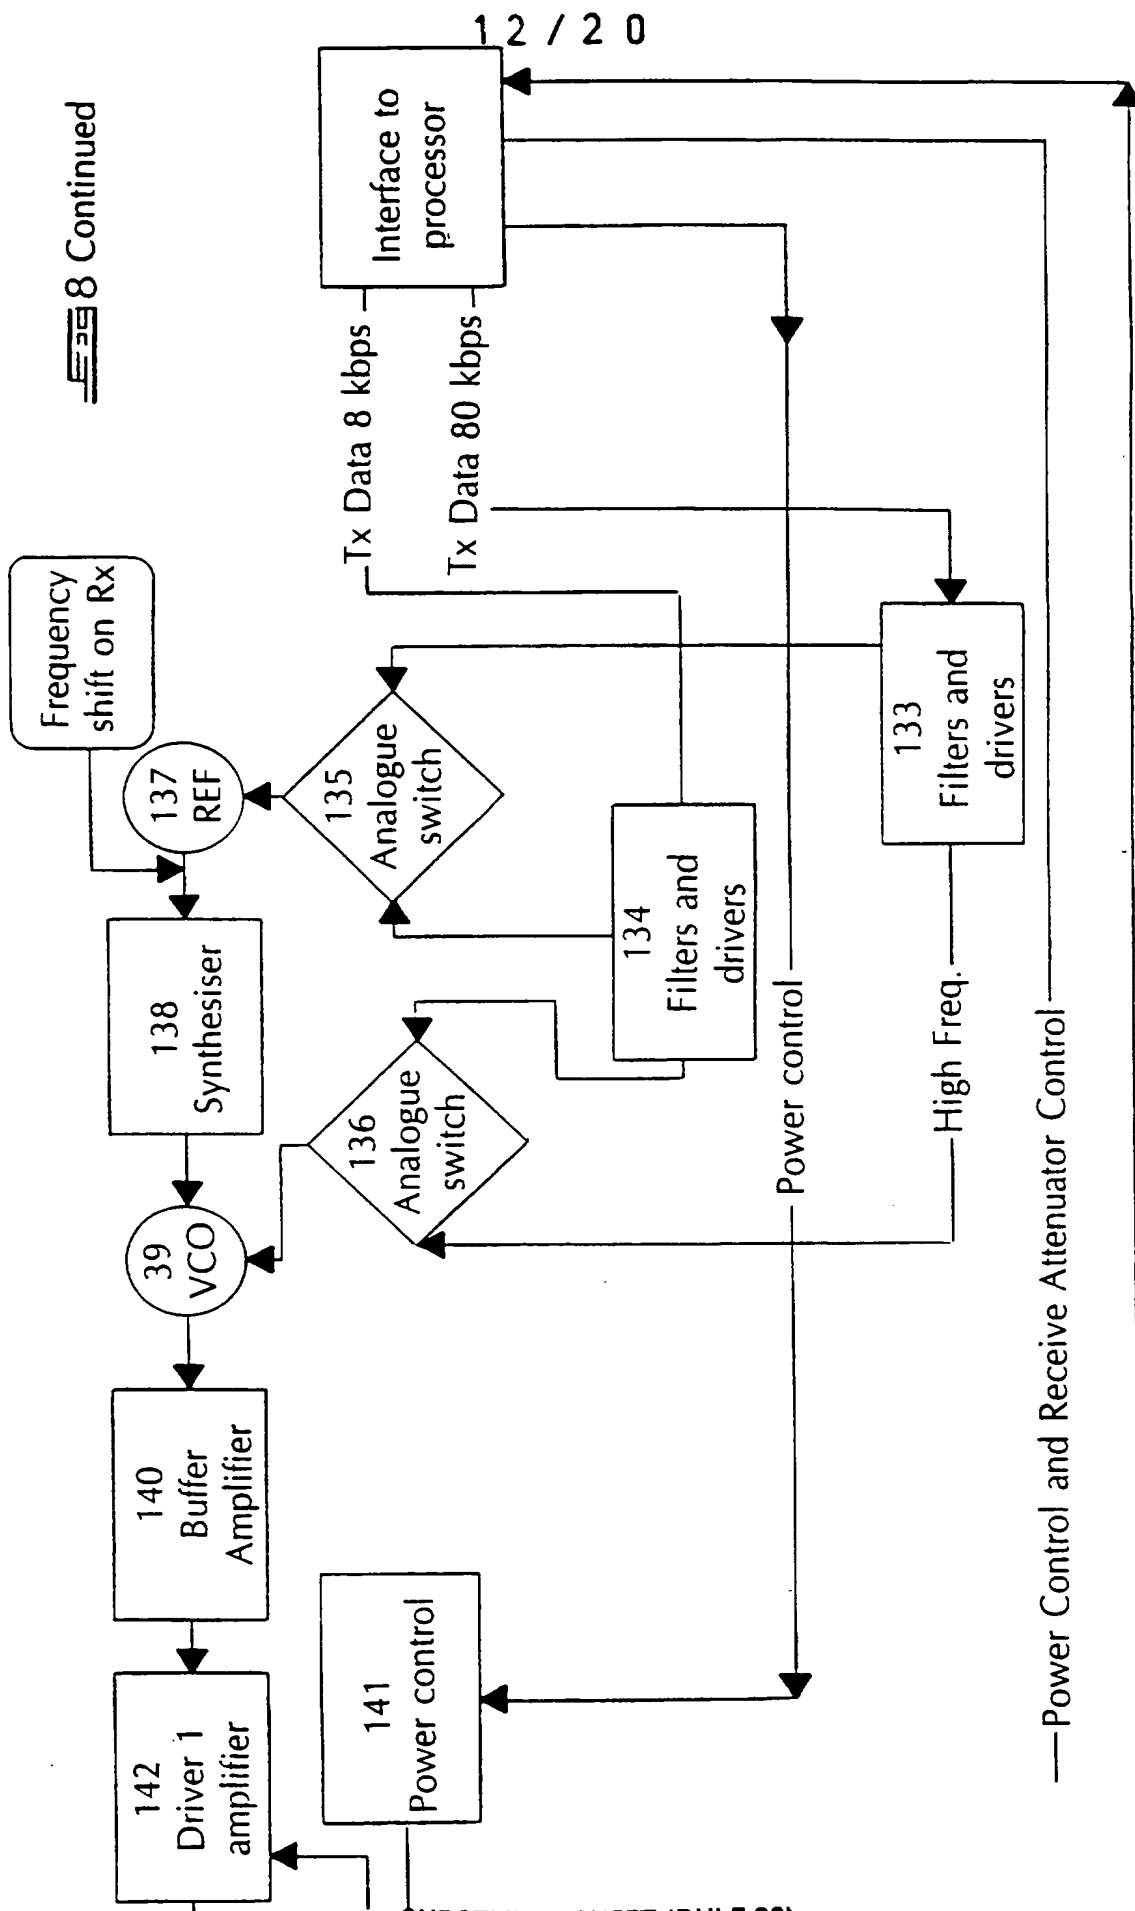 12/20
Fig 8 Continued
Frequency
shift on Rx
137
REF
138
Synthesiser
39
VCO
140
Buffer
Amplifier
142
Driver 1
amplifier
135
Analogue
switch
136
Analogue
switch
141
Power control
Interface to
processor
Tx Data 8 kbps
Tx Data 80 kbps
134
Filters and
drivers
133
Filters and
drivers
Power control
High Freq.
Power Control and Receive Attenuator Control